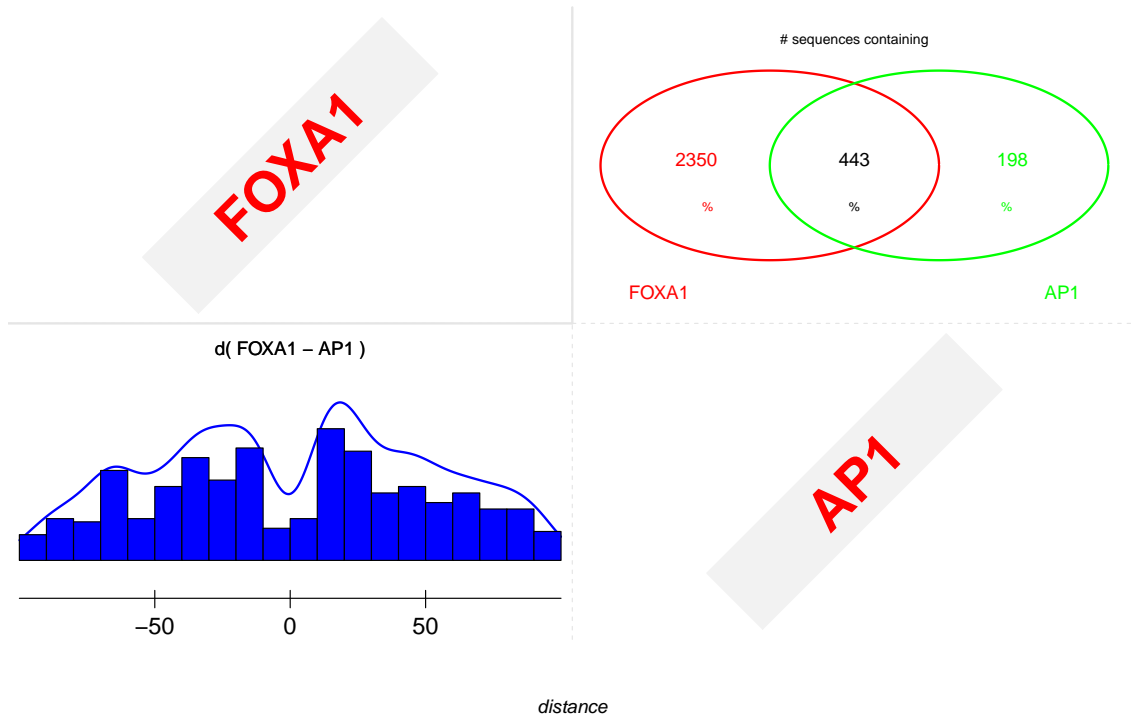 FOXA1
# sequences containing
2350 443 198
% % %
FOXA1 AP1
d( FOXA1 – AP1 )
AP1
−50 0 50
distance